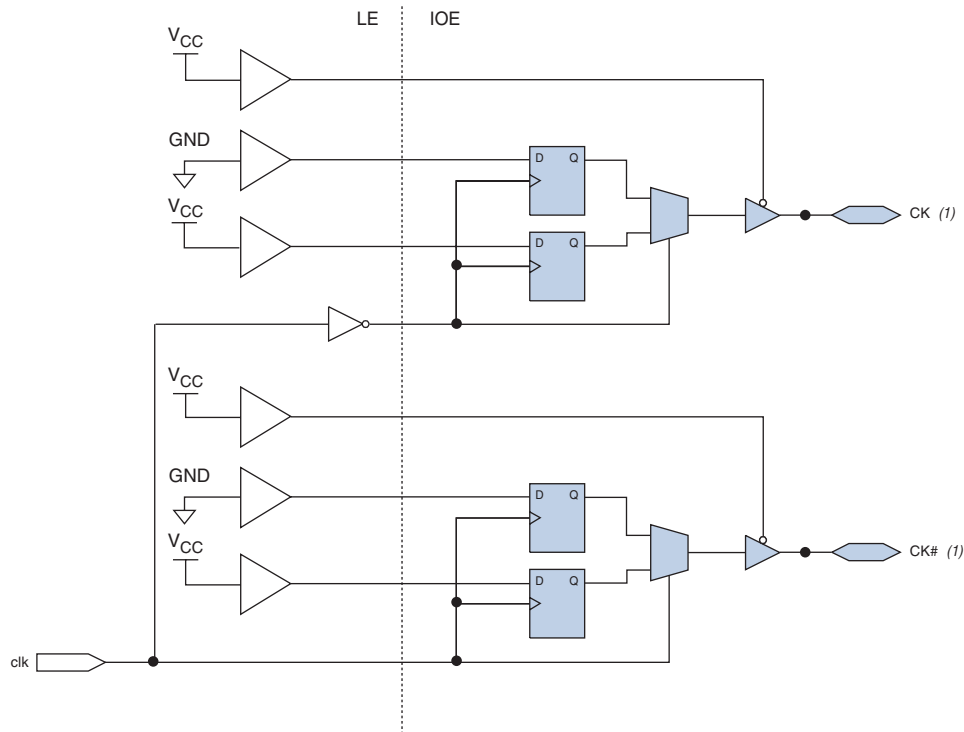 LE IOE
VCC
GND
D Q
CK (1)
VCC
D Q
VCC
GND
D Q
CK# (1)
VCC
D Q
clk